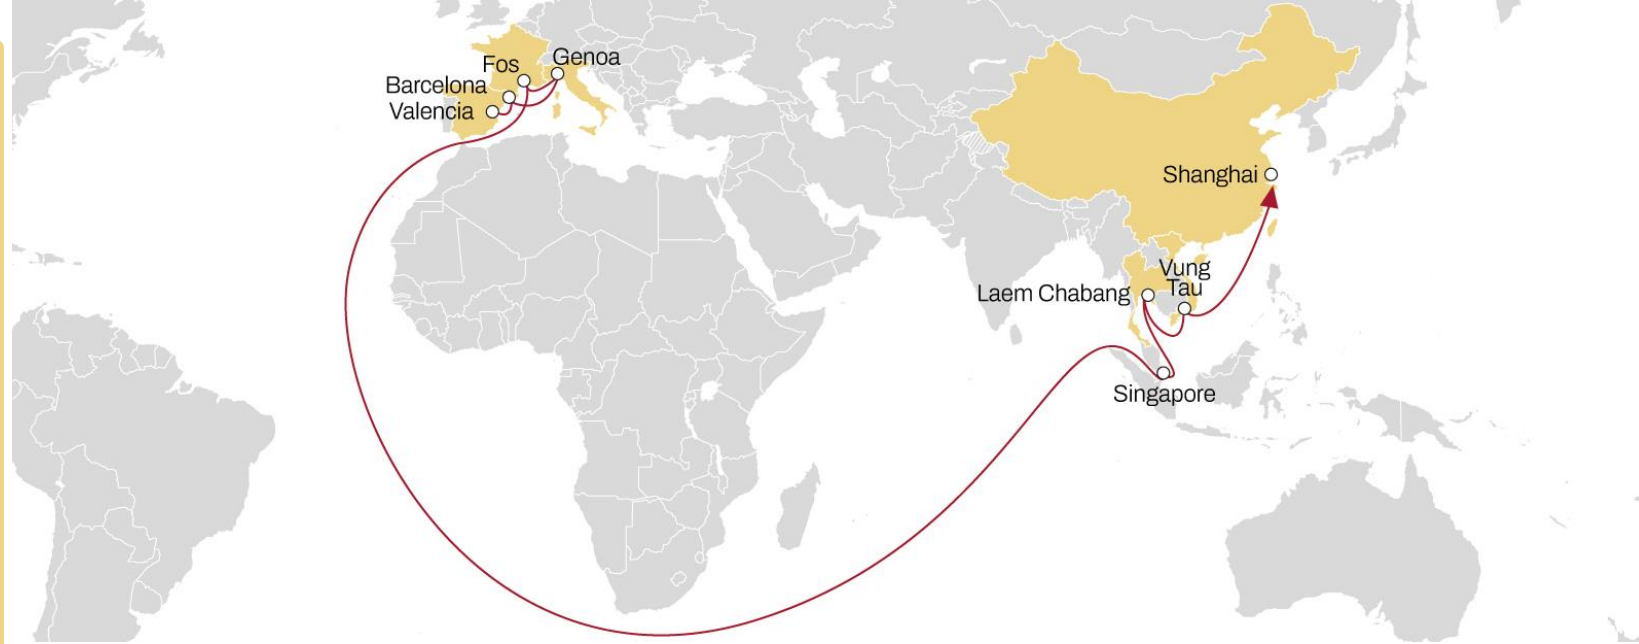 Genoa
Fos
Barcelona
Valencia
Shanghai
Vung
Tau
Laem Chabang
Singapore